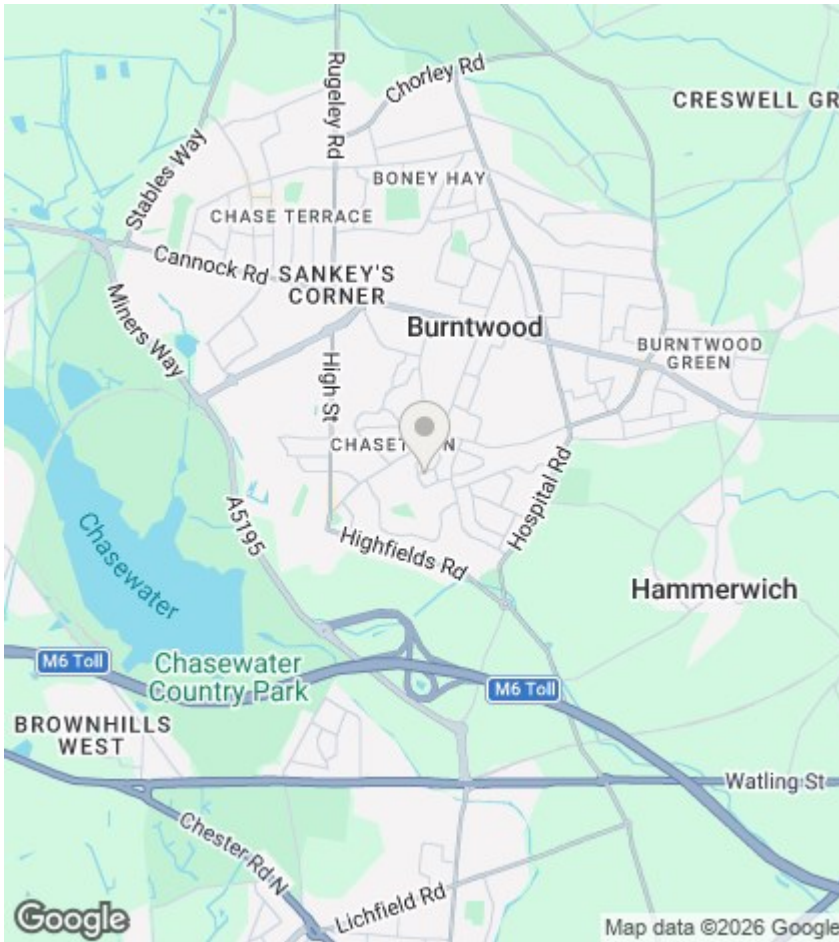 Chorley Rd
Rugeley Rd
CRESWELL GR
Stables Way
BONEY HAY
CHASE TERRACE
Cannock Rd
SANKEY'S
CORNER
Miners Way
Burntwood
BURNTWOOD
GREEN
High St
Hospital Rd
A5195
Highfields Rd
Chasewater
Hammerwich
M6 Toll
Chasewater
Country Park
M6 Toll
BROWNHILLS
WEST
Watling St
Chester Rd N
Lichfield Rd
Google
Map data ©2026 Google